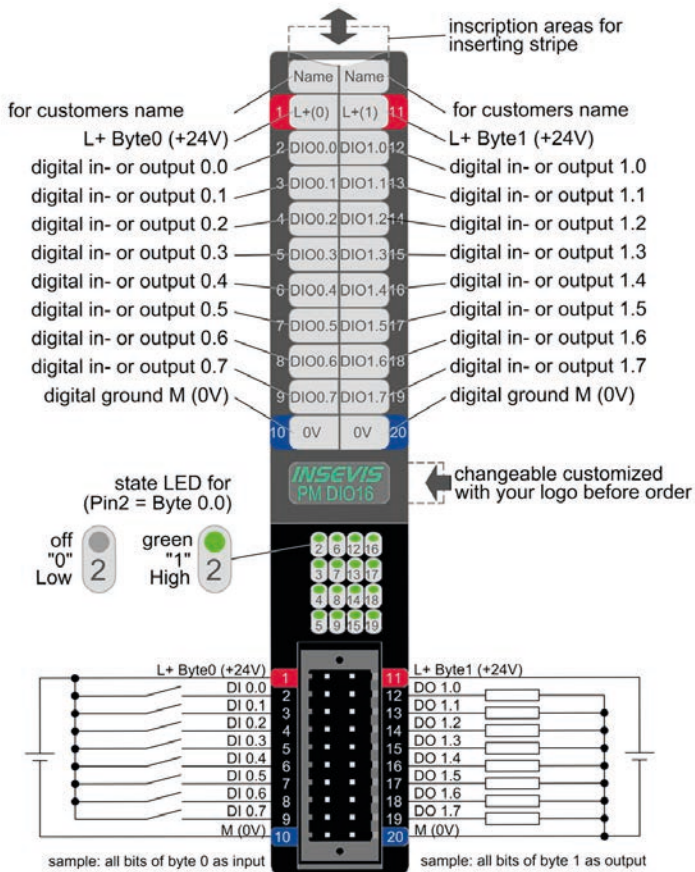 inscription areas for
inserting stripe
Name Name
for customers name
for customers name
1 L+(0) L+(1) 11
L+ Byte0 (+24V)
L+ Byte1 (+24V)
2 DIO0.0 DIO1.0 12
digital in- or output 0.0
digital in- or output 1.0
3 DIO0.1 DIO1.1 13
digital in- or output 0.1
digital in- or output 1.1
4 DIO0.2 DIO1.2 14
digital in- or output 0.2
digital in- or output 1.2
5 DIO0.3 DIO1.3 15
digital in- or output 0.3
digital in- or output 1.3
6 DIO0.4 DIO1.4 16
digital in- or output 0.4
digital in- or output 1.4
7 DIO0.5 DIO1.5 17
digital in- or output 0.5
digital in- or output 1.5
8 DIO0.6 DIO1.6 18
digital in- or output 0.6
digital in- or output 1.6
9 DIO0.7 DIO1.7 19
digital in- or output 0.7
digital in- or output 1.7
digital ground M (0V)
digital ground M (0V)
10 0V 0V 20
INSEVIS
PM DIO16
changeable customized
with your logo before order
state LED for
(Pin2 = Byte 0.0)
off
"0"
Low
2
green
"1"
High
2
2 6 12 16
3 7 13 17
4 8 14 18
5 9 15 19
L+ Byte0 (+24V) 1
11 L+ Byte1 (+24V)
DI 0.0 2
12 DO 1.0
DI 0.1 3
13 DO 1.1
DI 0.2 4
14 DO 1.2
DI 0.3 5
15 DO 1.3
DI 0.4 6
16 DO 1.4
DI 0.5 7
17 DO 1.5
DI 0.6 8
18 DO 1.6
DI 0.7 9
19 DO 1.7
M (0V) 10
20 M (0V)
sample: all bits of byte 0 as input
sample: all bits of byte 1 as output